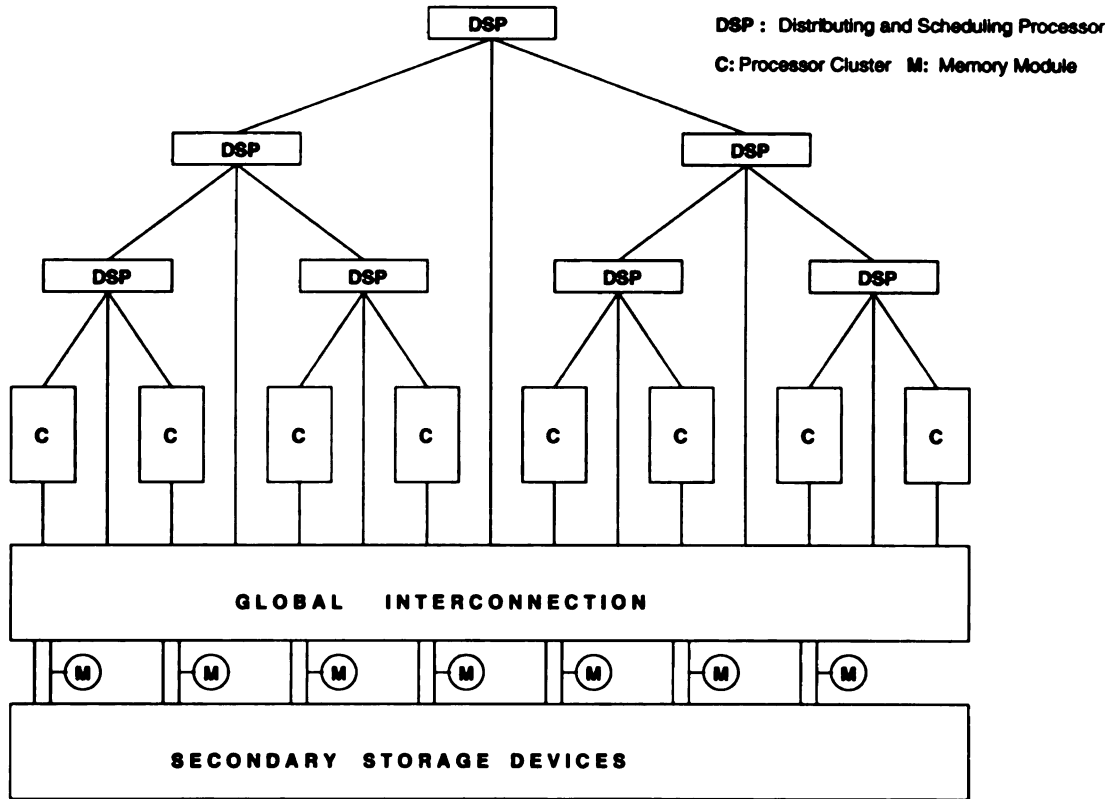 DSP
DSP : Distributing and Scheduling Processor
C: Processor Cluster M: Memory Module
DSP DSP
DSP DSP DSP DSP
C C C C C C C C
GLOBAL INTERCONNECTION
M M M M M M M
SECONDARY STORAGE DEVICES